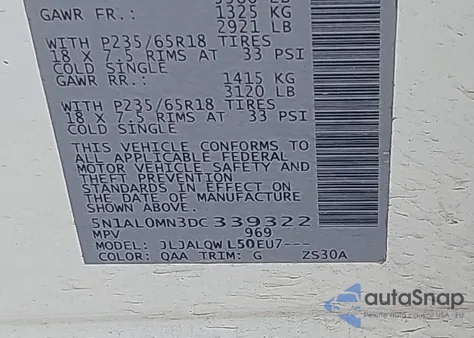 GAWR FR.: 1325 KG
2921 LB
WITH P235/65R18 TIRES
18 X 7.5 RIMS AT 33 PSI
COLD SINGLE
GAWR RR.: 1415 KG
3120 LB
WITH P235/65R18 TIRES
18 X 7.5 RIMS AT 33 PSI
COLD SINGLE
THIS VEHICLE CONFORMS TO
ALL APPLICABLE FEDERAL
MOTOR VEHICLE SAFETY AND
THEFT PREVENTION
STANDARDS IN EFFECT ON
THE DATE OF MANUFACTURE
SHOWN ABOVE.
5N1AL0MN3DC339322
MPV 969
MODEL: JLJALQWL50EU7---
COLOR: QAA TRIM: G ZS30A
autoSnap